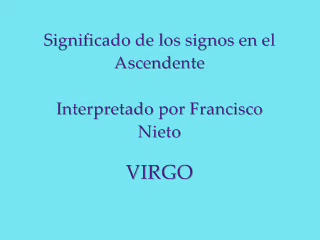 Significado de los signos en el
Ascendente
Interpretado por Francisco
Nieto
VIRGO